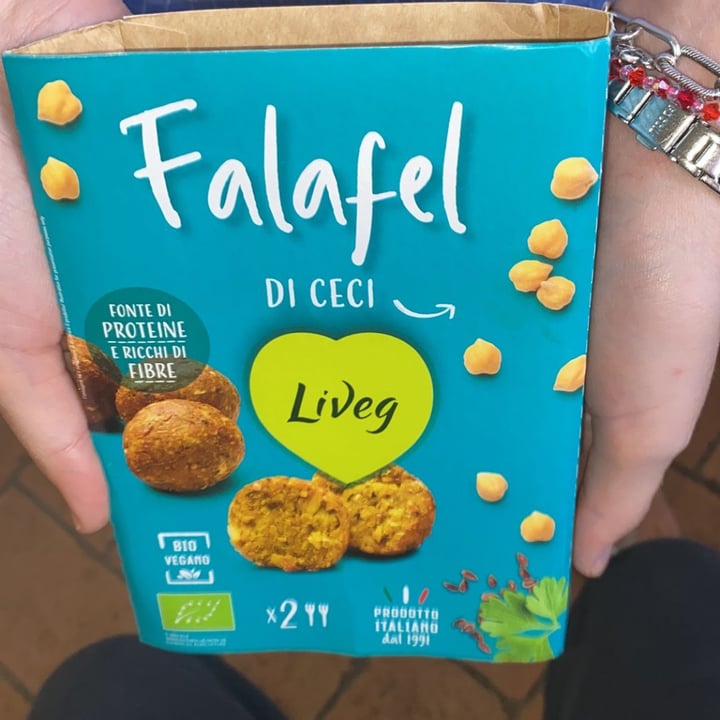 Falafel
DI CECI
FONTE DI
PROTEINE
E RICCHI DI
FIBRE
LiVeg
BIO
VEGANO
x2
PRODOTTO
ITALIANO
dal 1991